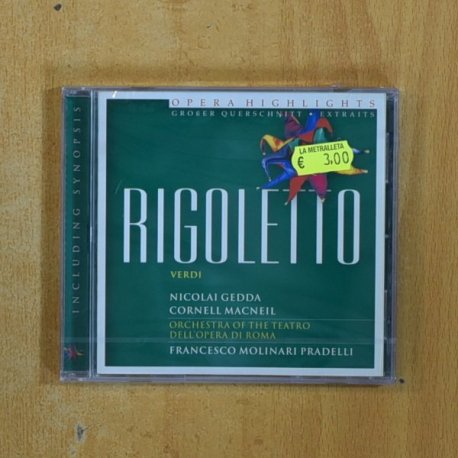 OPERA HIGHLIGHTS
GROßER QUERSCHNITT • EXTRAITS
LA METRALLETA
€ 3,00
RIGOLETTO
VERDI
NICOLAI GEDDA
CORNELL MACNEIL
ORCHESTRA OF THE TEATRO
DELL'OPERA DI ROMA
FRANCESCO MOLINARI PRADELLI
INCLUDING SYNOPSIS